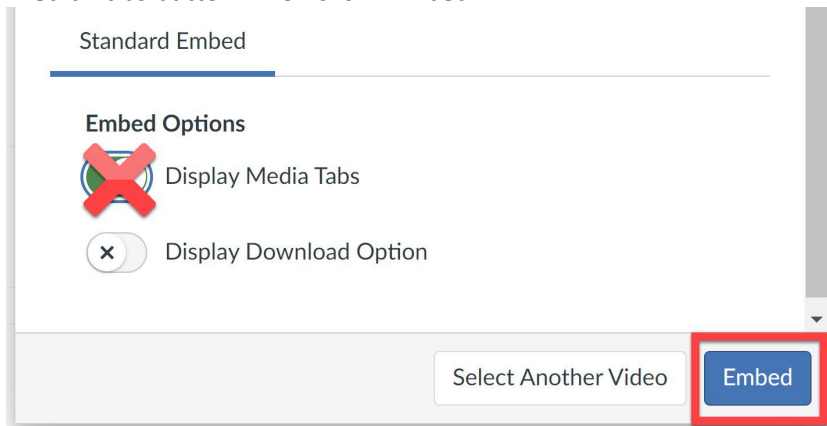 Standard Embed
Embed Options
Display Media Tabs
Display Download Option
Select Another Video
Embed